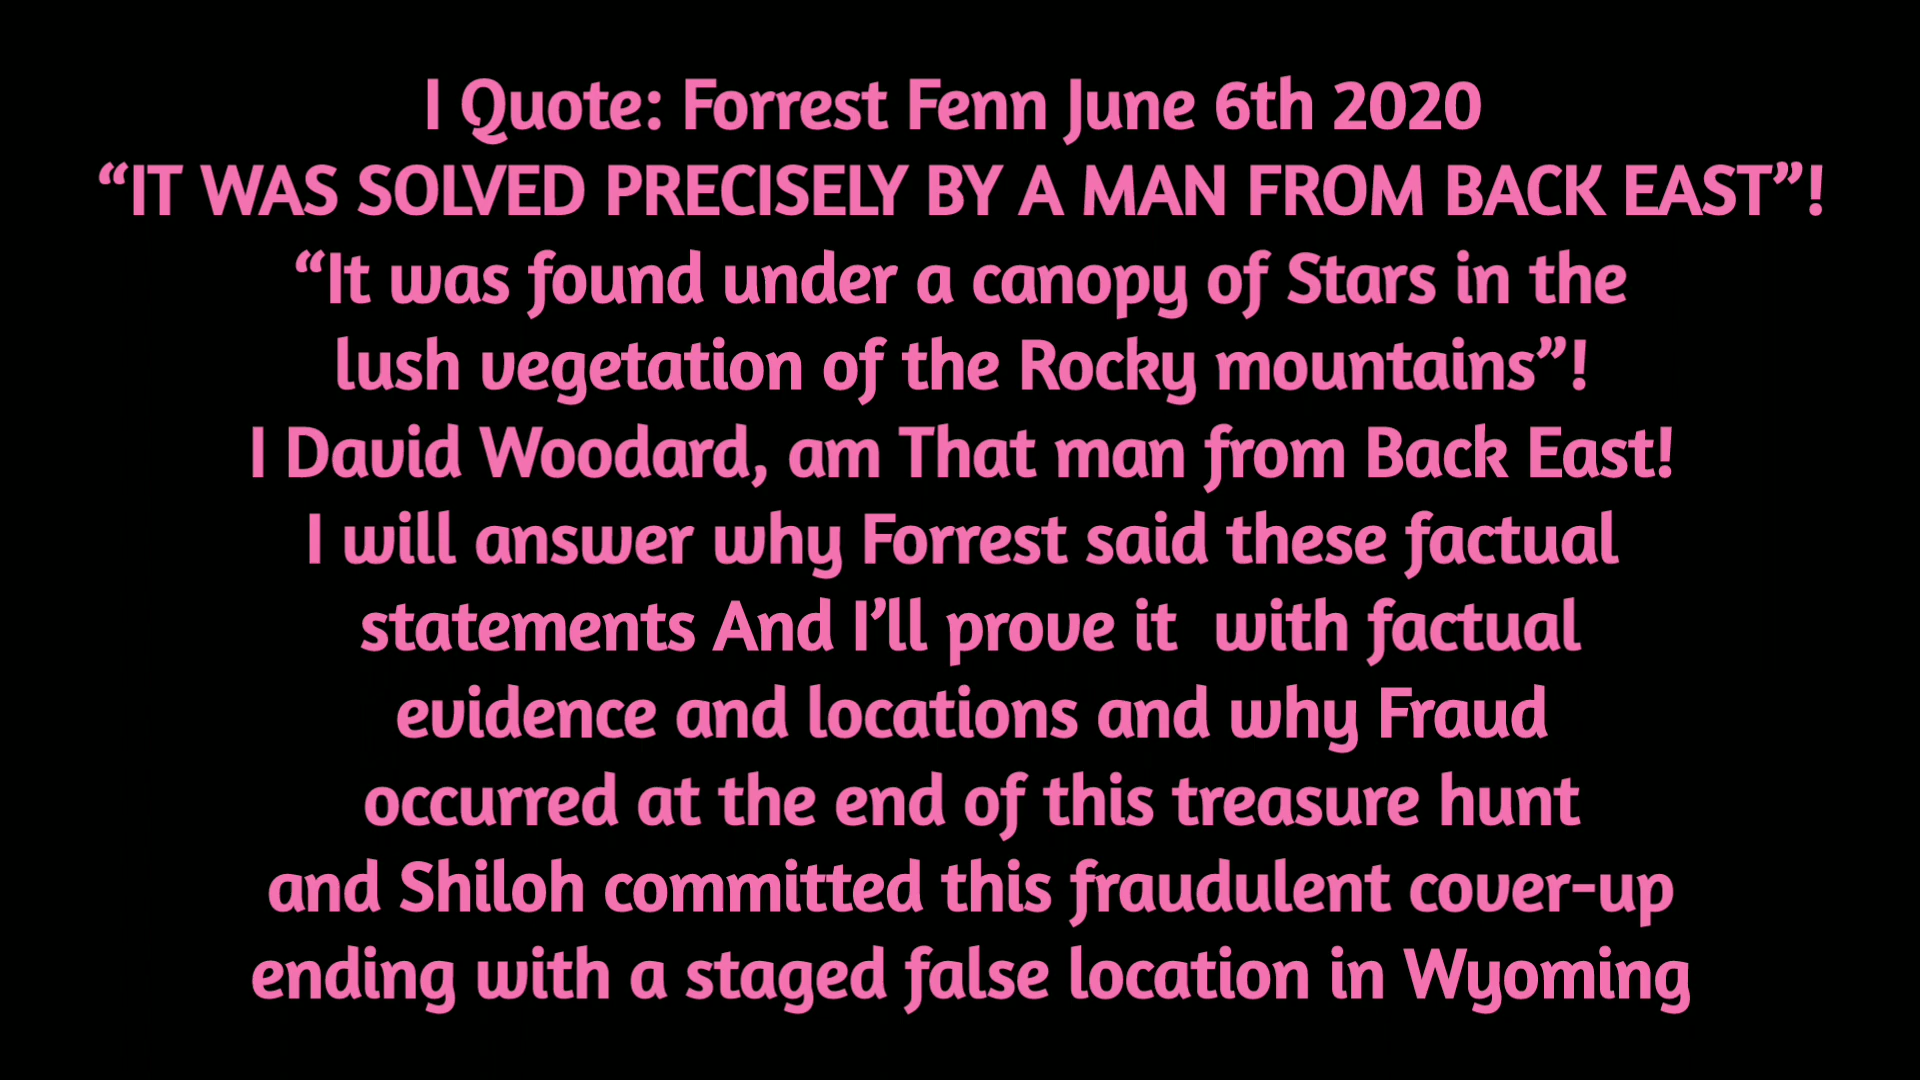 I Quote: Forrest Fenn June 6th 2020
“IT WAS SOLVED PRECISELY BY A MAN FROM BACK EAST”!
“It was found under a canopy of Stars in the
lush vegetation of the Rocky mountains”!
I David Woodard, am That man from Back East!
I will answer why Forrest said these factual
statements And I’ll prove it  with factual
evidence and locations and why Fraud
occurred at the end of this treasure hunt
and Shiloh committed this fraudulent cover-up
ending with a staged false location in Wyoming